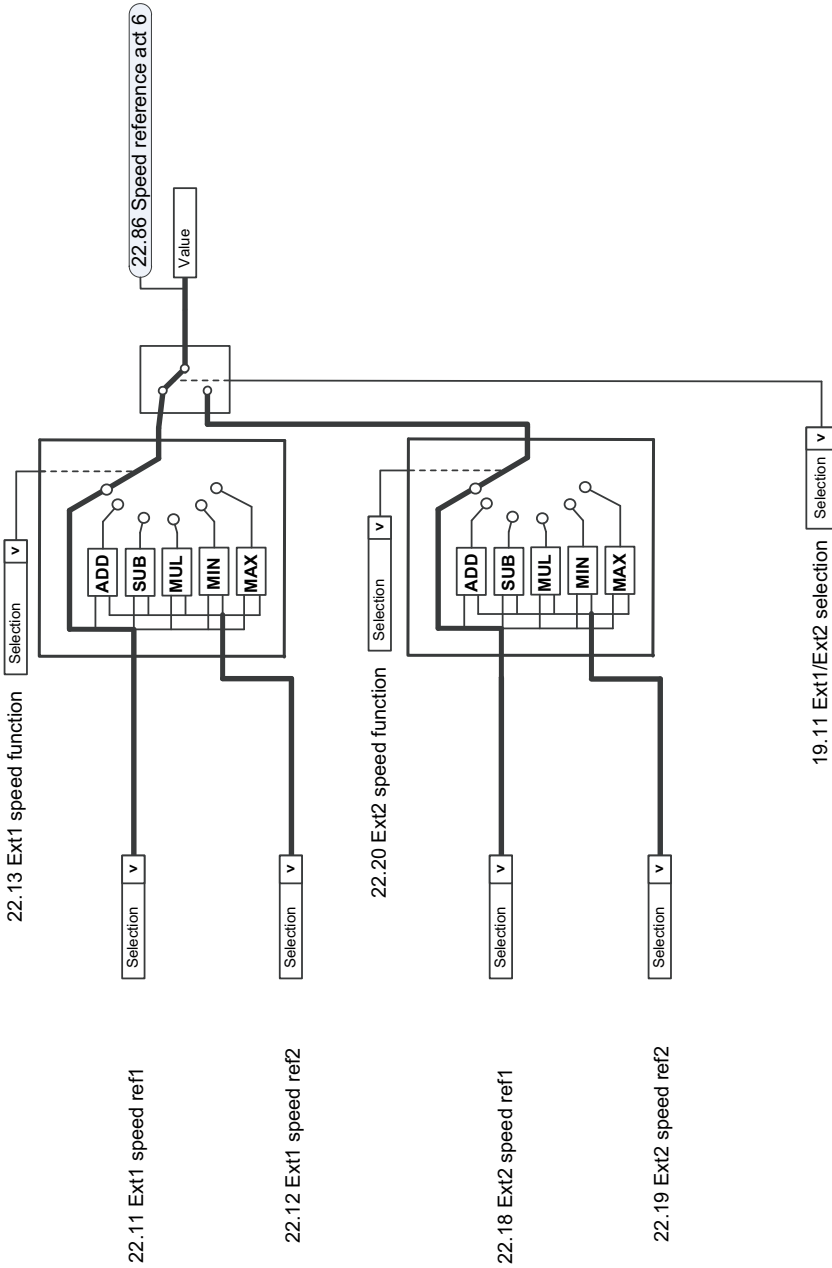 22.11 Ext1 speed ref1
Selection v
22.12 Ext1 speed ref2
Selection v
22.13 Ext1 speed function
Selection v
ADD
SUB
MUL
MIN
MAX
22.86 Speed reference act 6
Value
22.18 Ext2 speed ref1
Selection v
22.19 Ext2 speed ref2
Selection v
22.20 Ext2 speed function
Selection v
ADD
SUB
MUL
MIN
MAX
19.11 Ext1/Ext2 selection
Selection v